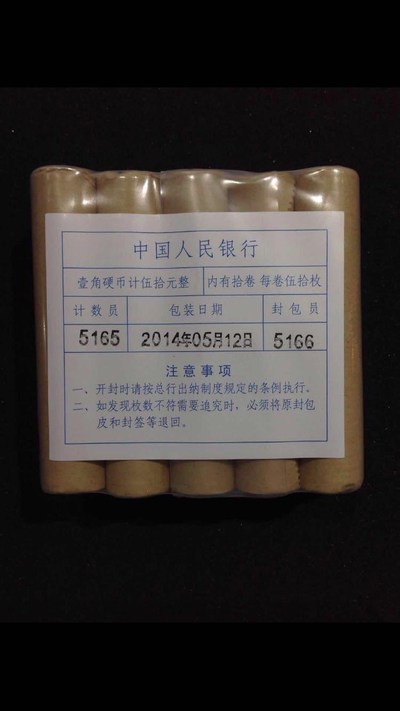 中国人民银行
壹角硬币计伍拾元整 内有拾卷 每卷伍拾枚
计数员 包装日期 封包员
5165 2014年05月12日 5166
注意事项
一、开封时请按总行出纳制度规定的条例执行。
二、如发现枚数不符需要追究时，必须将原封包
皮和封签等退回。